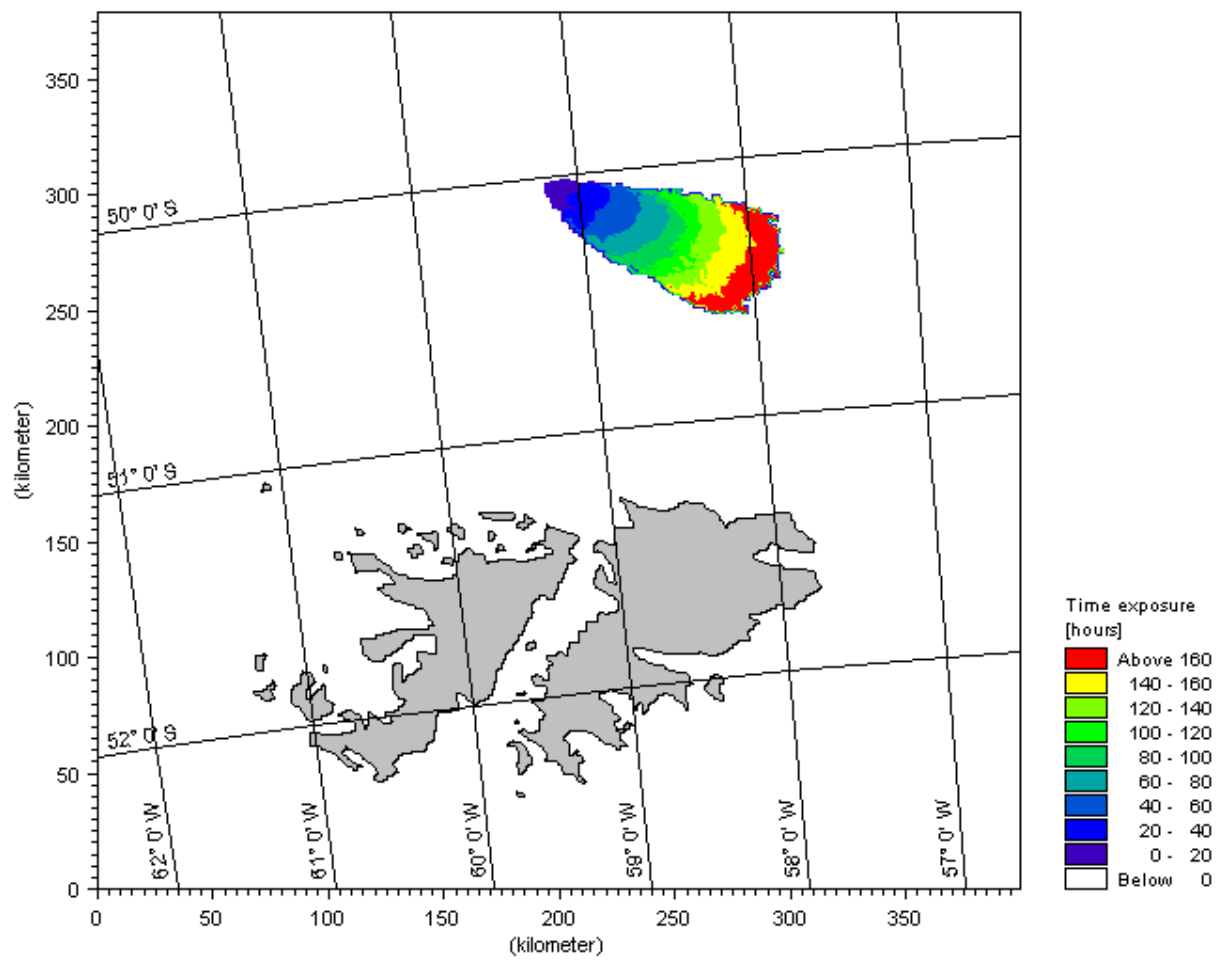 350
300
250
200
150
100
50
0
(kilometer)
50° 0' S
51° 0' S
52° 0' S
62° 0' W
61° 0' W
60° 0' W
59° 0' W
58° 0' W
57° 0' W
0 50 100 150 200 250 300 350
(kilometer)
Time exposure
[hours]
Above 160
140 - 160
120 - 140
100 - 120
80 - 100
60 - 80
40 - 60
20 - 40
0 - 20
Below 0